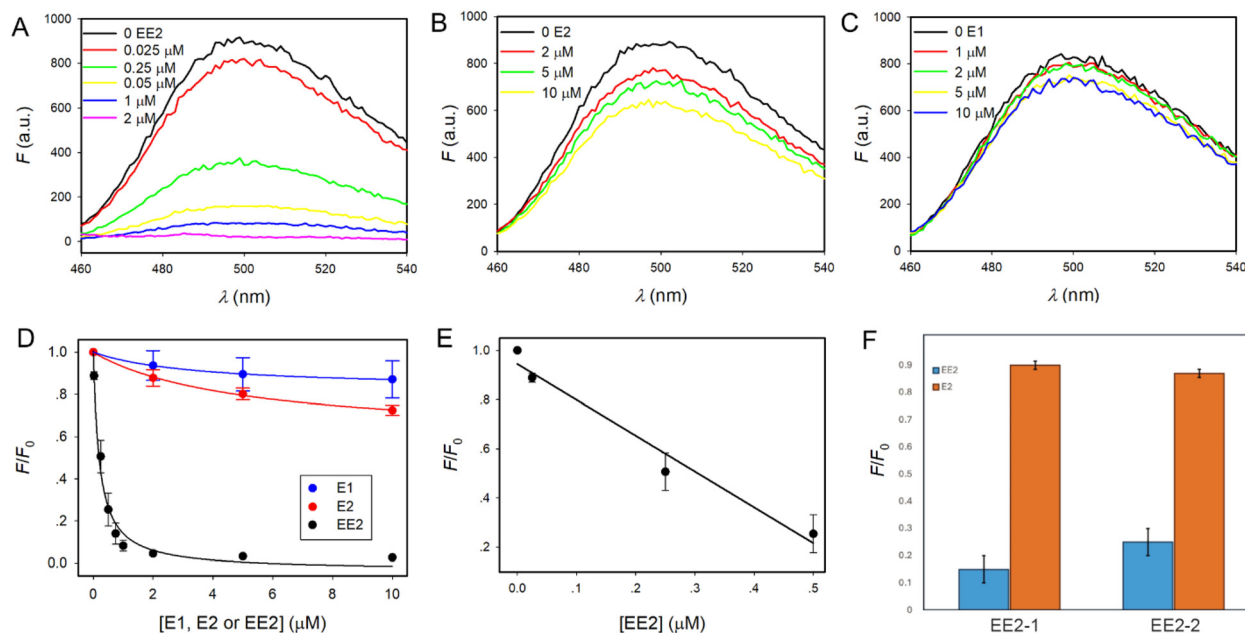 A
1000
800
600
400
200
0
F (a.u.)
0 EE2
0.025 μM
0.25 μM
0.05 μM
1 μM
2 μM
460 480 500 520 540
λ (nm)
B
1000
800
600
400
200
0
F (a.u.)
0 E2
2 μM
5 μM
10 μM
460 480 500 520 540
λ (nm)
C
1000
800
600
400
200
0
F (a.u.)
0 E1
1 μM
2 μM
5 μM
10 μM
460 480 500 520 540
λ (nm)
D
1.0
.8
.6
.4
.2
0.0
F/F0
E1
E2
EE2
0 2 4 6 8 10
[E1, E2 or EE2] (μM)
E
1.0
.8
.6
.4
.2
F/F0
0.0 .1 .2 .3 .4 .5
[EE2] (μM)
F
0.9
0.8
0.7
0.6
0.5
0.4
0.3
0.2
0.1
0
F/F0
EE2
E2
EE2-1 EE2-2